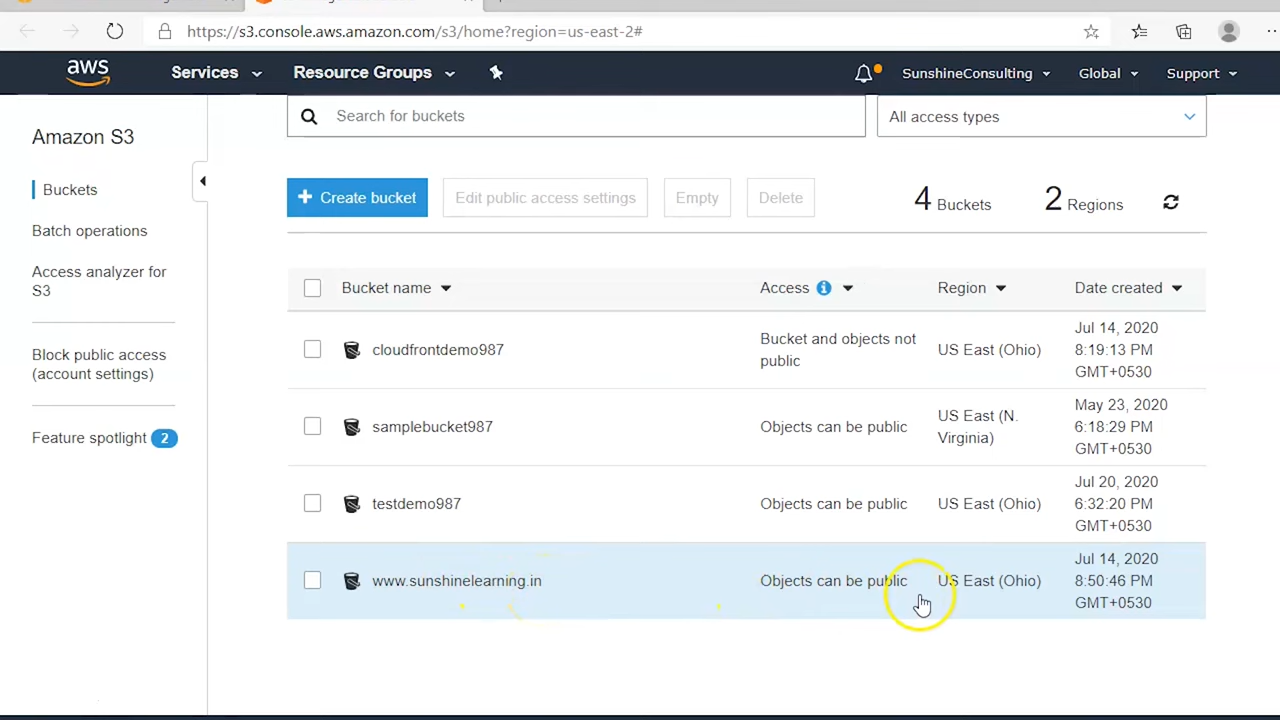 https://s3.console.aws.amazon.com/s3/home?region=us-east-2#
aws Services Resource Groups SunshineConsulting Global Support
Search for buckets All access types
Amazon S3
Buckets
Batch operations
Access analyzer for
S3
Block public access
(account settings)
Feature spotlight 2
+ Create bucket Edit public access settings Empty Delete 4 Buckets 2 Regions
Bucket name Access i Region Date created
cloudfrontdemo987 Bucket and objects not US East (Ohio) Jul 14, 2020
public 8:19:13 PM
GMT+0530
samplebucket987 Objects can be public US East (N. May 23, 2020
Virginia) 6:18:29 PM
GMT+0530
testdemo987 Objects can be public US East (Ohio) Jul 20, 2020
6:32:20 PM
GMT+0530
www.sunshinelearning.in Objects can be public US East (Ohio) Jul 14, 2020
8:50:46 PM
GMT+0530